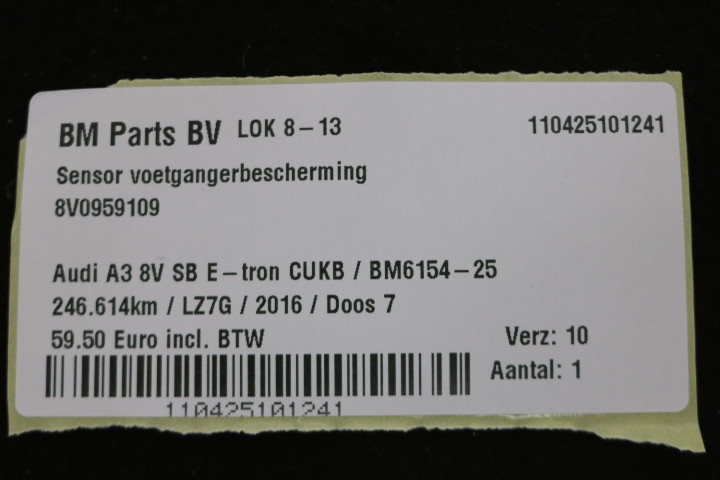 BM Parts BV LOK 8-13 110425101241
Sensor voetgangerbescherming
8V0959109
Audi A3 8V SB E-tron CUKB / BM6154-25
246.614km / LZ7G / 2016 / Doos 7
59.50 Euro incl. BTW Verz: 10
Aantal: 1
110425101241